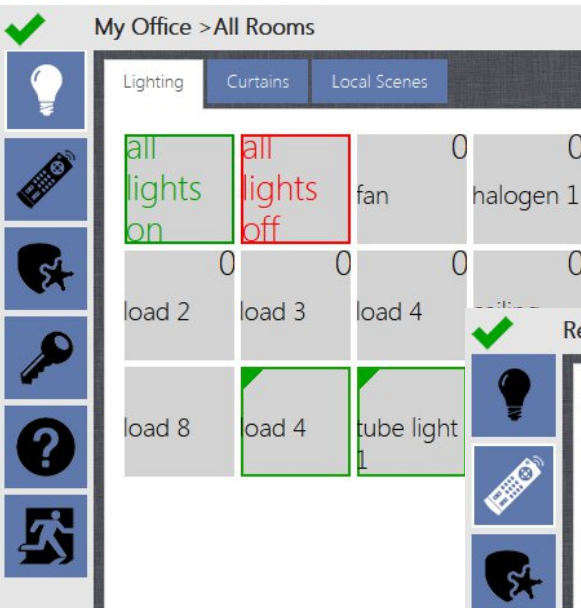 My Office >All Rooms
Lighting Curtains Local Scenes
all
lights
on
all
lights
off
0
fan
0
halogen 1
0
load 2
0
load 3
0
load 4
0
ceiling
load 8
load 4
tube light
1